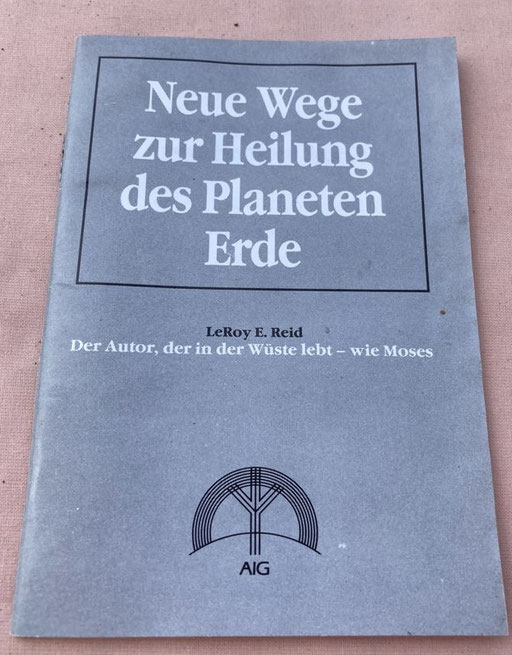 Neue Wege
zur Heilung
des Planeten
Erde
LeRoy E. Reid
Der Autor, der in der Wüste lebt – wie Moses
AIG